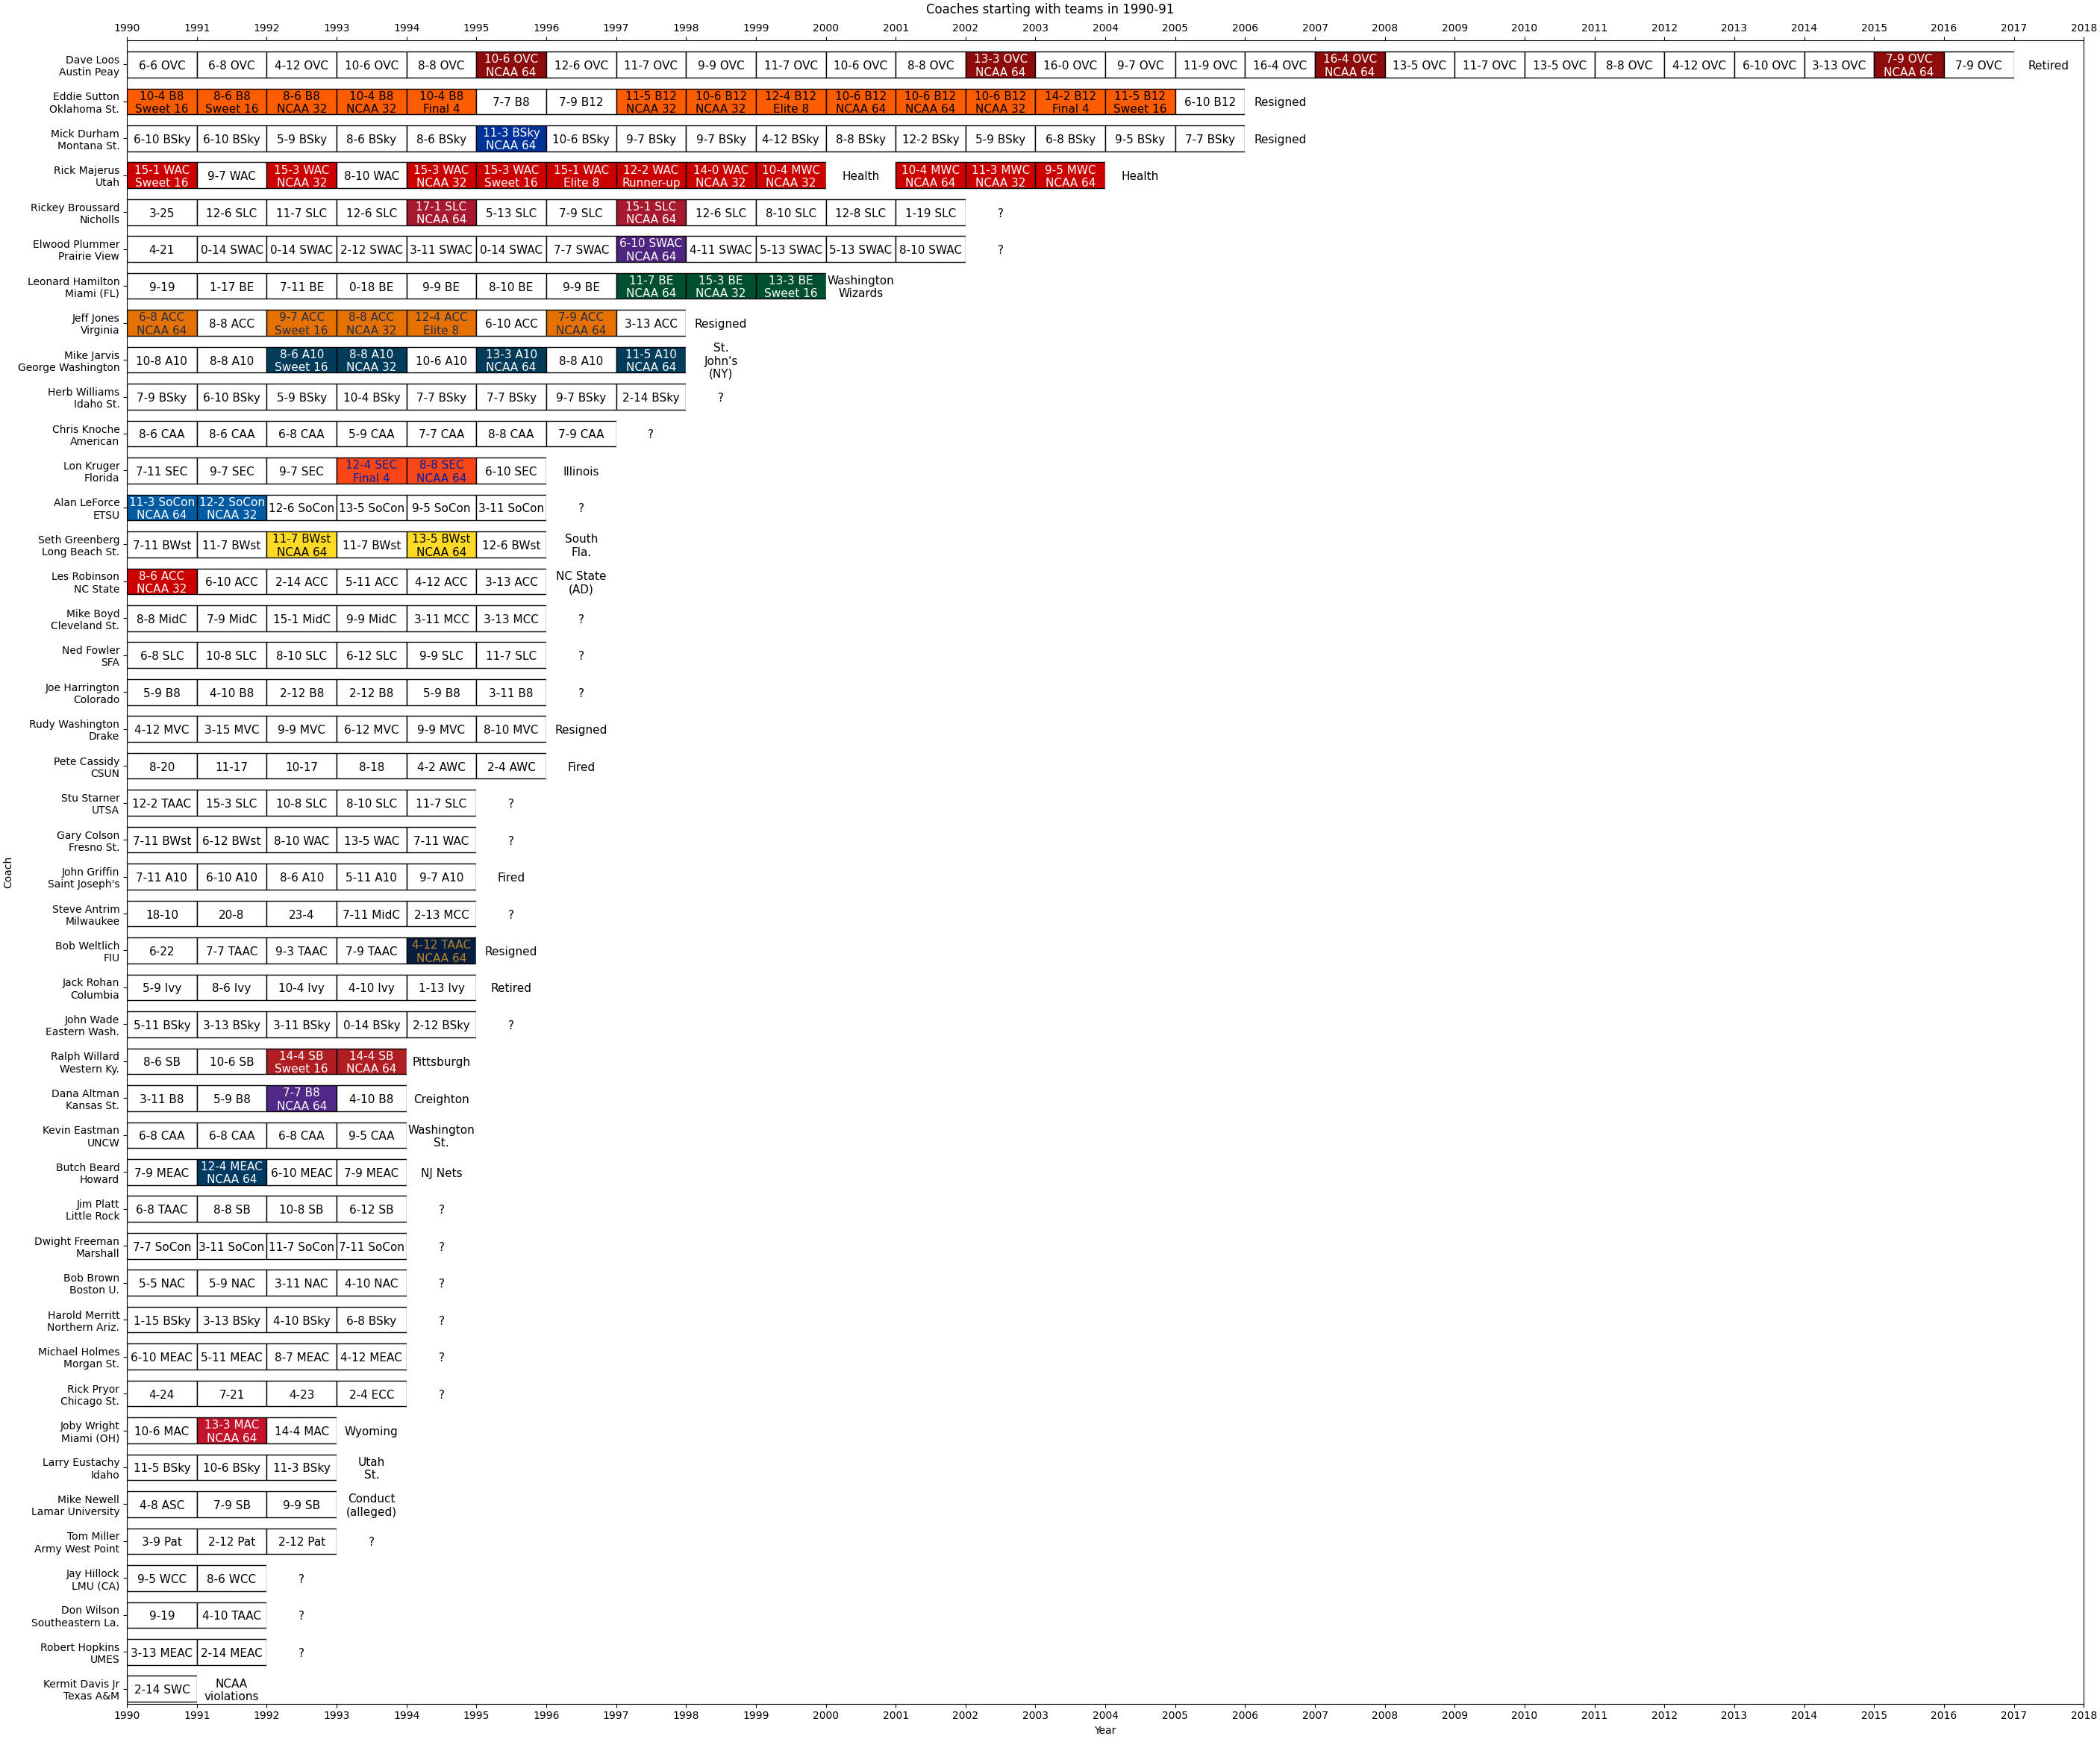 Coaches starting with teams in 1990-91
1990 1991 1992 1993 1994 1995 1996 1997 1998 1999 2000 2001 2002 2003 2004 2005 2006 2007 2008 2009 2010 2011 2012 2013 2014 2015 2016 2017 2018
Dave Loos
Austin Peay
6-6 OVC 6-8 OVC 4-12 OVC 10-6 OVC 8-8 OVC 10-6 OVC NCAA 64 12-6 OVC 11-7 OVC 9-9 OVC 11-7 OVC 10-6 OVC 8-8 OVC 13-3 OVC NCAA 64 16-0 OVC 9-7 OVC 11-9 OVC 16-4 OVC 16-4 OVC NCAA 64 13-5 OVC 11-7 OVC 13-5 OVC 8-8 OVC 4-12 OVC 6-10 OVC 3-13 OVC 7-9 OVC NCAA 64 7-9 OVC Retired
Eddie Sutton
Oklahoma St.
10-4 B8 Sweet 16 8-6 B8 Sweet 16 8-6 B8 NCAA 32 10-4 B8 NCAA 32 10-4 B8 Final 4 7-7 B8 7-9 B12 11-5 B12 NCAA 32 10-6 B12 NCAA 32 12-4 B12 Elite 8 10-6 B12 NCAA 64 10-6 B12 NCAA 64 10-6 B12 NCAA 32 14-2 B12 Final 4 11-5 B12 Sweet 16 6-10 B12 Resigned
Mick Durham
Montana St.
6-10 BSky 6-10 BSky 5-9 BSky 8-6 BSky 8-6 BSky 11-3 BSky NCAA 64 10-6 BSky 9-7 BSky 9-7 BSky 4-12 BSky 8-8 BSky 12-2 BSky 5-9 BSky 6-8 BSky 9-5 BSky 7-7 BSky Resigned
Rick Majerus
Utah
15-1 WAC Sweet 16 9-7 WAC 15-3 WAC NCAA 32 8-10 WAC 15-3 WAC NCAA 32 15-3 WAC Sweet 16 15-1 WAC Elite 8 12-2 WAC Runner-up 14-0 WAC NCAA 32 10-4 MWC NCAA 32 Health 10-4 MWC NCAA 64 11-3 MWC NCAA 32 9-5 MWC NCAA 64 Health
Rickey Broussard
Nicholls
3-25 12-6 SLC 11-7 SLC 12-6 SLC 17-1 SLC NCAA 64 5-13 SLC 7-9 SLC 15-1 SLC NCAA 64 12-6 SLC 8-10 SLC 12-8 SLC 1-19 SLC ?
Elwood Plummer
Prairie View
4-21 0-14 SWAC 0-14 SWAC 2-12 SWAC 3-11 SWAC 0-14 SWAC 7-7 SWAC 6-10 SWAC NCAA 64 4-11 SWAC 5-13 SWAC 5-13 SWAC 8-10 SWAC ?
Leonard Hamilton
Miami (FL)
9-19 1-17 BE 7-11 BE 0-18 BE 9-9 BE 8-10 BE 9-9 BE 11-7 BE NCAA 64 15-3 BE NCAA 32 13-3 BE Sweet 16 Washington Wizards
Jeff Jones
Virginia
6-8 ACC NCAA 64 8-8 ACC 9-7 ACC Sweet 16 8-8 ACC NCAA 32 12-4 ACC Elite 8 6-10 ACC 7-9 ACC NCAA 64 3-13 ACC Resigned
Mike Jarvis
George Washington
10-8 A10 8-8 A10 8-6 A10 Sweet 16 8-8 A10 NCAA 32 10-6 A10 13-3 A10 NCAA 64 8-8 A10 11-5 A10 NCAA 64 St. John's (NY)
Herb Williams
Idaho St.
7-9 BSky 6-10 BSky 5-9 BSky 10-4 BSky 7-7 BSky 7-7 BSky 9-7 BSky 2-14 BSky ?
Chris Knoche
American
8-6 CAA 8-6 CAA 6-8 CAA 5-9 CAA 7-7 CAA 8-8 CAA 7-9 CAA ?
Lon Kruger
Florida
7-11 SEC 9-7 SEC 9-7 SEC 12-4 SEC Final 4 8-8 SEC NCAA 64 6-10 SEC Illinois
Alan LeForce
ETSU
11-3 SoCon NCAA 64 12-2 SoCon NCAA 32 12-6 SoCon 13-5 SoCon 9-5 SoCon 3-11 SoCon ?
Seth Greenberg
Long Beach St.
7-11 BWst 11-7 BWst 11-7 BWst NCAA 64 11-7 BWst 13-5 BWst NCAA 64 12-6 BWst South Fla.
Les Robinson
NC State
8-6 ACC NCAA 32 6-10 ACC 2-14 ACC 5-11 ACC 4-12 ACC 3-13 ACC NC State (AD)
Mike Boyd
Cleveland St.
8-8 MidC 7-9 MidC 15-1 MidC 9-9 MidC 3-11 MCC 3-13 MCC ?
Ned Fowler
SFA
6-8 SLC 10-8 SLC 8-10 SLC 6-12 SLC 9-9 SLC 11-7 SLC ?
Joe Harrington
Colorado
5-9 B8 4-10 B8 2-12 B8 2-12 B8 5-9 B8 3-11 B8 ?
Rudy Washington
Drake
4-12 MVC 3-15 MVC 9-9 MVC 6-12 MVC 9-9 MVC 8-10 MVC Resigned
Pete Cassidy
CSUN
8-20 11-17 10-17 8-18 4-2 AWC 2-4 AWC Fired
Stu Starner
UTSA
12-2 TAAC 15-3 SLC 10-8 SLC 8-10 SLC 11-7 SLC ?
Gary Colson
Fresno St.
7-11 BWst 6-12 BWst 8-10 WAC 13-5 WAC 7-11 WAC ?
John Griffin
Saint Joseph's
7-11 A10 6-10 A10 8-6 A10 5-11 A10 9-7 A10 Fired
Steve Antrim
Milwaukee
18-10 20-8 23-4 7-11 MidC 2-13 MCC ?
Bob Weltlich
FIU
6-22 7-7 TAAC 9-3 TAAC 7-9 TAAC 4-12 TAAC NCAA 64 Resigned
Jack Rohan
Columbia
5-9 Ivy 8-6 Ivy 10-4 Ivy 4-10 Ivy 1-13 Ivy Retired
John Wade
Eastern Wash.
5-11 BSky 3-13 BSky 3-11 BSky 0-14 BSky 2-12 BSky ?
Ralph Willard
Western Ky.
8-6 SB 10-6 SB 14-4 SB Sweet 16 14-4 SB NCAA 64 Pittsburgh
Dana Altman
Kansas St.
3-11 B8 5-9 B8 7-7 B8 NCAA 64 4-10 B8 Creighton
Kevin Eastman
UNCW
6-8 CAA 6-8 CAA 6-8 CAA 9-5 CAA Washington St.
Butch Beard
Howard
7-9 MEAC 12-4 MEAC NCAA 64 6-10 MEAC 7-9 MEAC NJ Nets
Jim Platt
Little Rock
6-8 TAAC 8-8 SB 10-8 SB 6-12 SB ?
Dwight Freeman
Marshall
7-7 SoCon 3-11 SoCon 11-7 SoCon 7-11 SoCon ?
Bob Brown
Boston U.
5-5 NAC 5-9 NAC 3-11 NAC 4-10 NAC ?
Harold Merritt
Northern Ariz.
1-15 BSky 3-13 BSky 4-10 BSky 6-8 BSky ?
Michael Holmes
Morgan St.
6-10 MEAC 5-11 MEAC 8-7 MEAC 4-12 MEAC ?
Rick Pryor
Chicago St.
4-24 7-21 4-23 2-4 ECC ?
Joby Wright
Miami (OH)
10-6 MAC 13-3 MAC NCAA 64 14-4 MAC Wyoming
Larry Eustachy
Idaho
11-5 BSky 10-6 BSky 11-3 BSky Utah St.
Mike Newell
Lamar University
4-8 ASC 7-9 SB 9-9 SB Conduct (alleged)
Tom Miller
Army West Point
3-9 Pat 2-12 Pat 2-12 Pat ?
Jay Hillock
LMU (CA)
9-5 WCC 8-6 WCC ?
Don Wilson
Southeastern La.
9-19 4-10 TAAC ?
Robert Hopkins
UMES
3-13 MEAC 2-14 MEAC ?
Kermit Davis Jr
Texas A&M
2-14 SWC NCAA violations
1990 1991 1992 1993 1994 1995 1996 1997 1998 1999 2000 2001 2002 2003 2004 2005 2006 2007 2008 2009 2010 2011 2012 2013 2014 2015 2016 2017 2018
Year
Coach